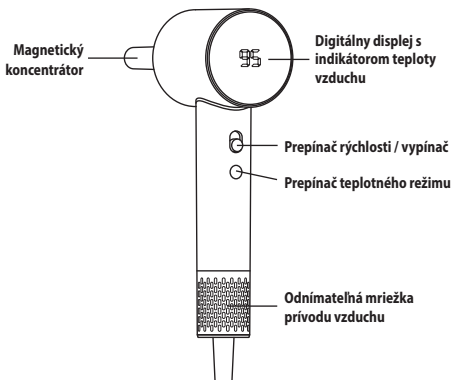 Magnetický
koncentrátor
95
Digitálny displej s
indikátorom teploty
vzduchu
Prepínač rýchlosti / vypínač
Prepínač teplotného režimu
Odnímateľná mriežka
prívodu vzduchu